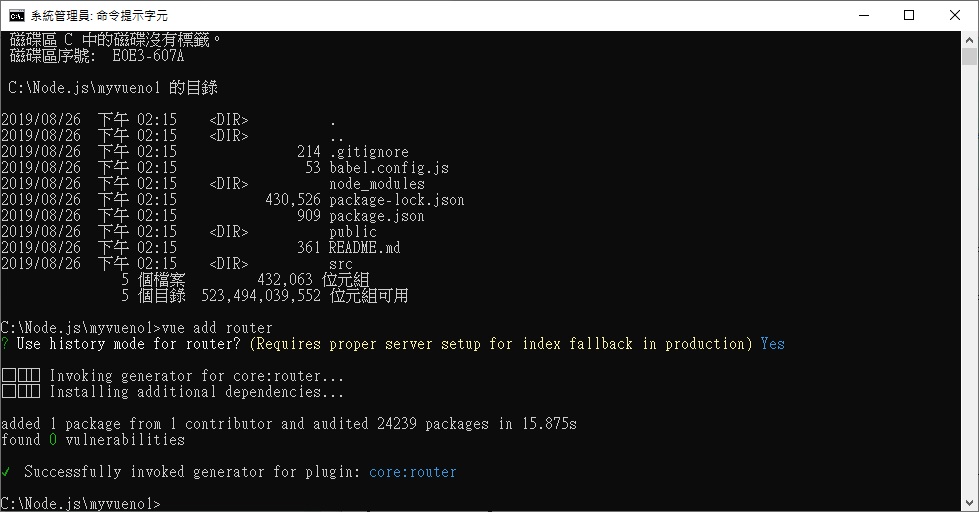 系統管理員: 命令提示字元
磁碟區 C 中的磁碟沒有標籤。
磁碟區序號:  E0E3-607A
C:\Node.js\myvueno1 的目錄
2019/08/26  下午 02:15    <DIR>          .
2019/08/26  下午 02:15    <DIR>          ..
2019/08/26  下午 02:15               214 .gitignore
2019/08/26  下午 02:15                53 babel.config.js
2019/08/26  下午 02:15    <DIR>          node_modules
2019/08/26  下午 02:15           430,526 package-lock.json
2019/08/26  下午 02:15               909 package.json
2019/08/26  下午 02:15    <DIR>          public
2019/08/26  下午 02:15               361 README.md
2019/08/26  下午 02:15    <DIR>          src
5 個檔案         432,063 位元組
5 個目錄  523,494,039,552 位元組可用
C:\Node.js\myvueno1>vue add router
? Use history mode for router? (Requires proper server setup for index fallback in production) Yes
Invoking generator for core:router...
Installing additional dependencies...
added 1 package from 1 contributor and audited 24239 packages in 15.875s
found 0 vulnerabilities
✔  Successfully invoked generator for plugin: core:router
C:\Node.js\myvueno1>